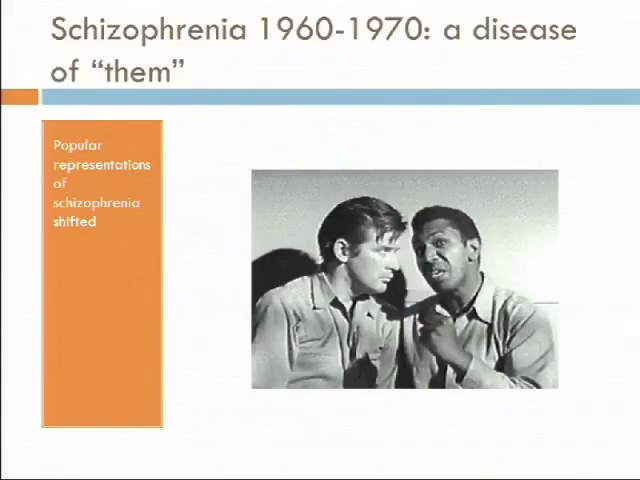 Schizophrenia 1960-1970: a disease
of “them”
Popular
representations
of
schizophrenia
shifted